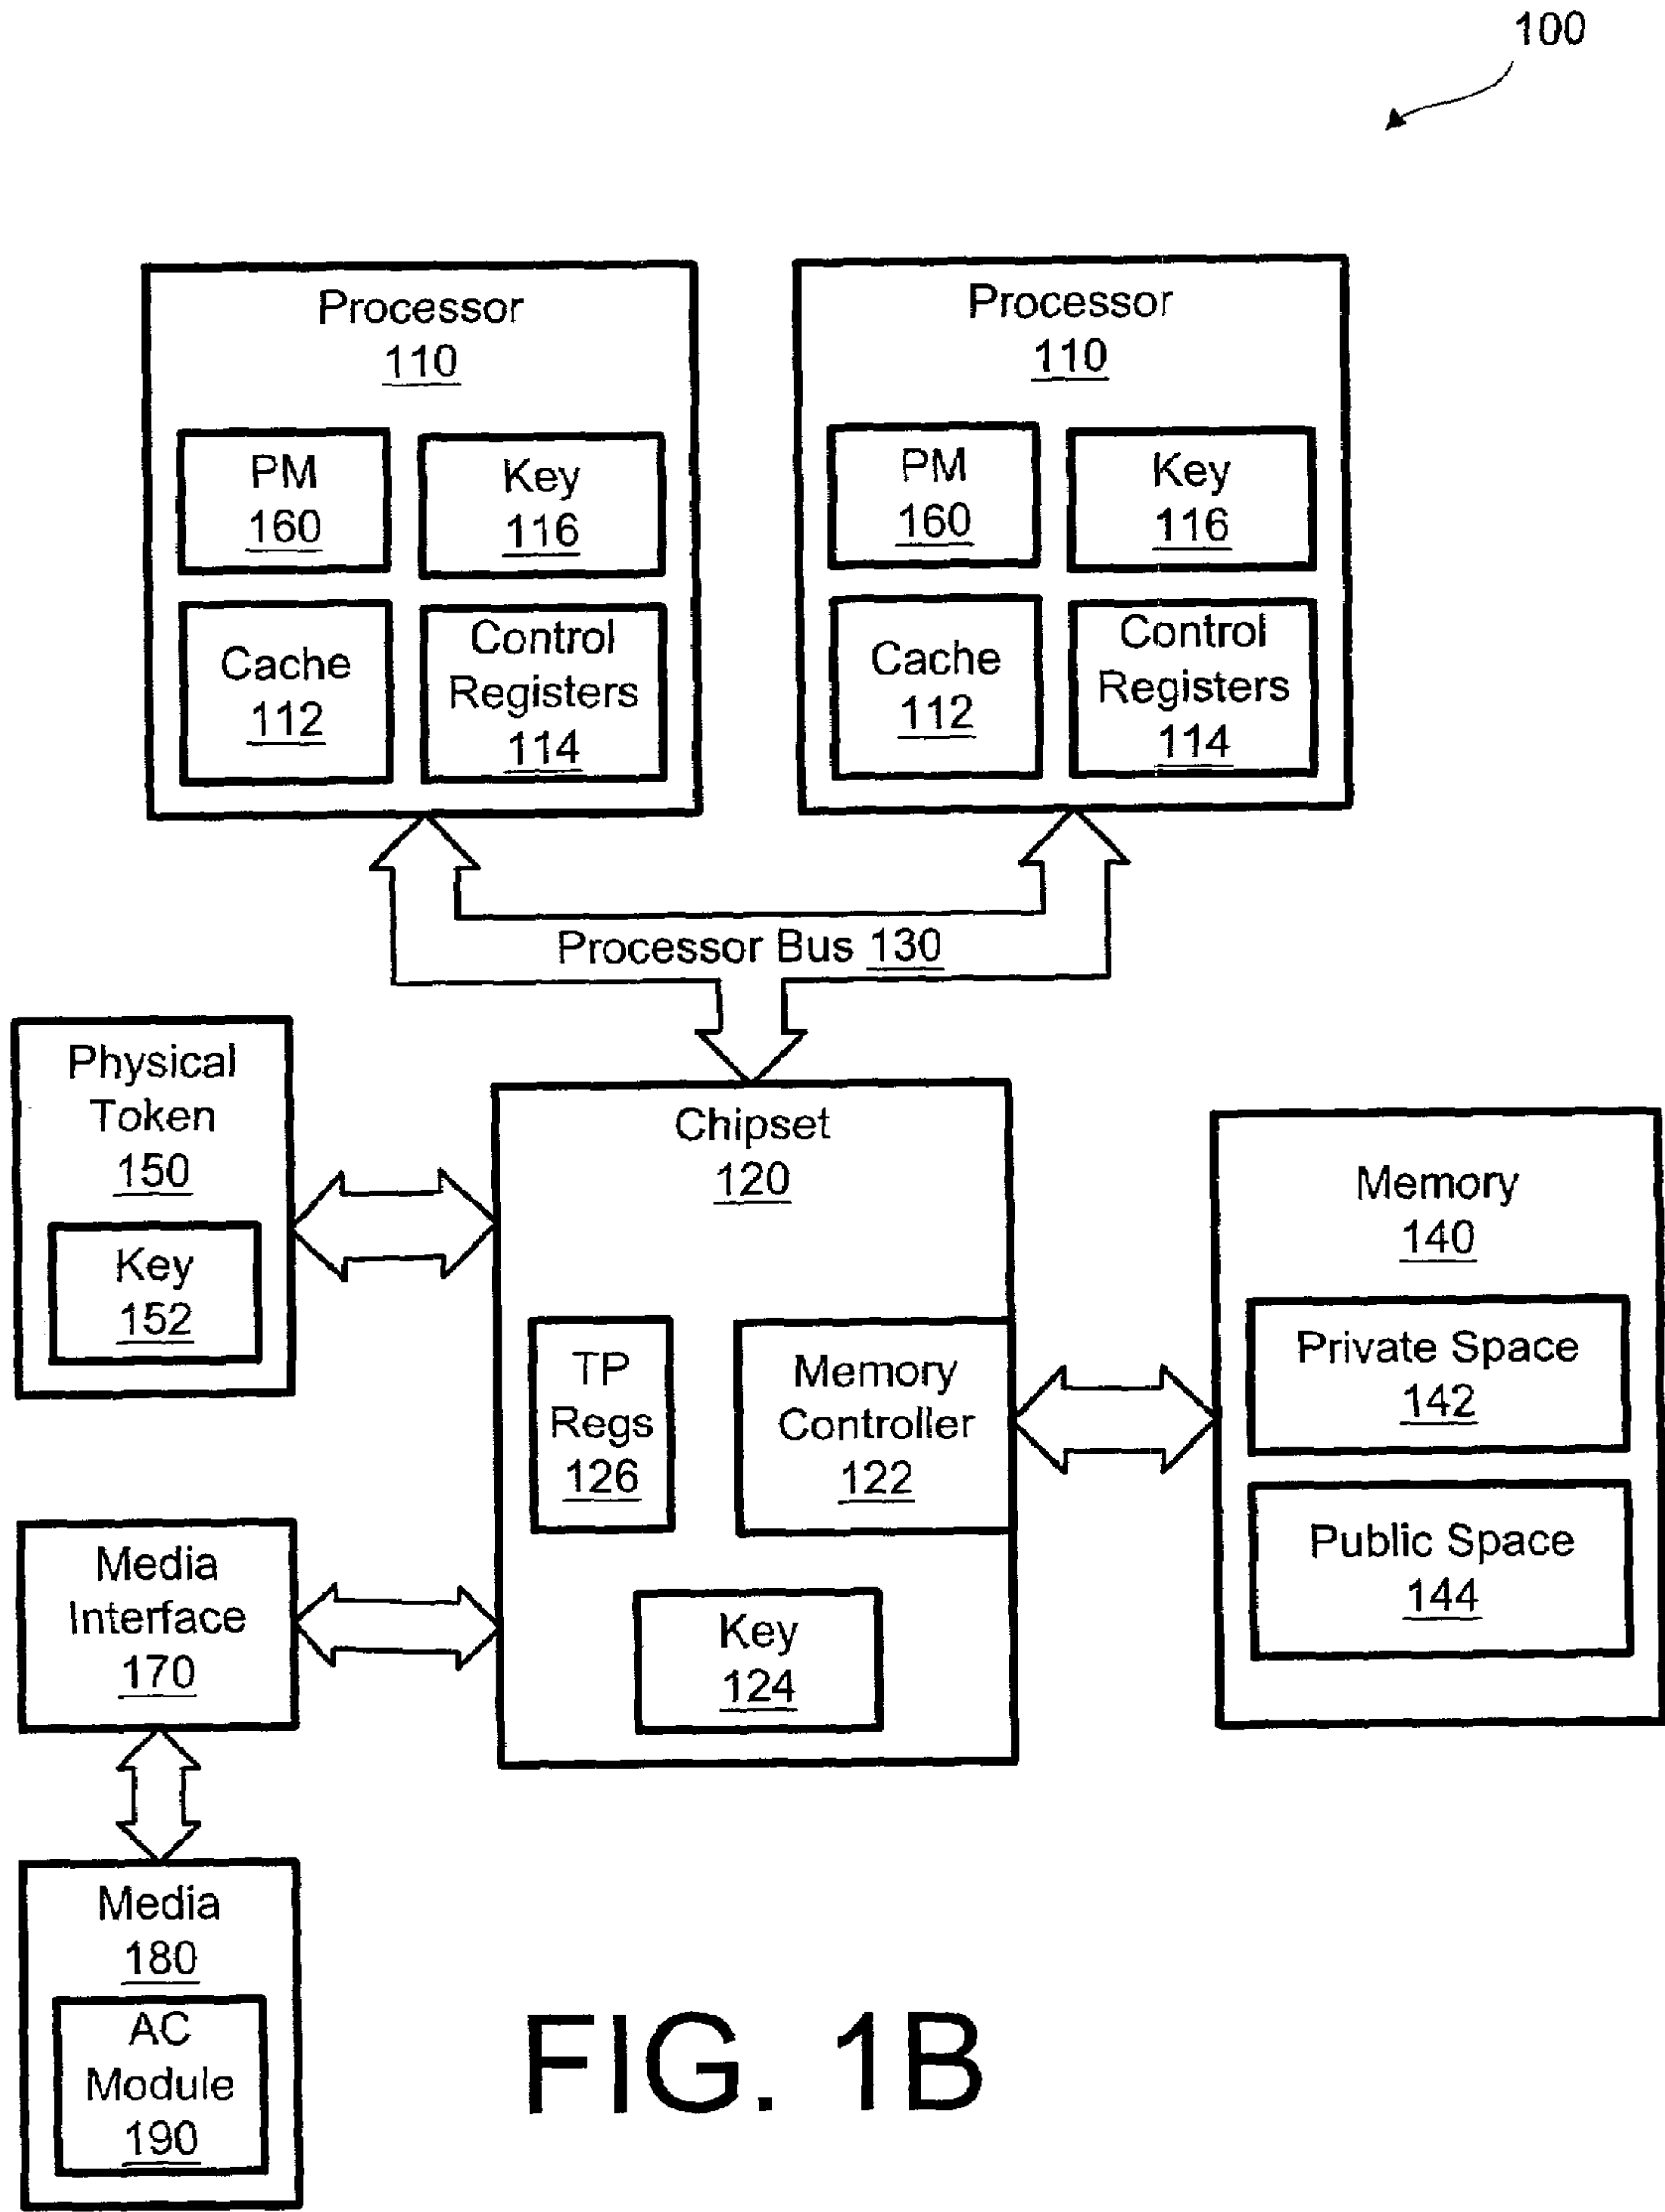 100
Processor
110
PM
160
Key
116
Cache
112
Control
Registers
114
Processor
110
PM
160
Key
116
Cache
112
Control
Registers
114
Processor Bus 130
Physical
Token
150
Key
152
Chipset
120
TP
Regs
126
Memory
Controller
122
Key
124
Memory
140
Private Space
142
Public Space
144
Media
Interface
170
Media
180
AC
Module
190
FIG. 1B